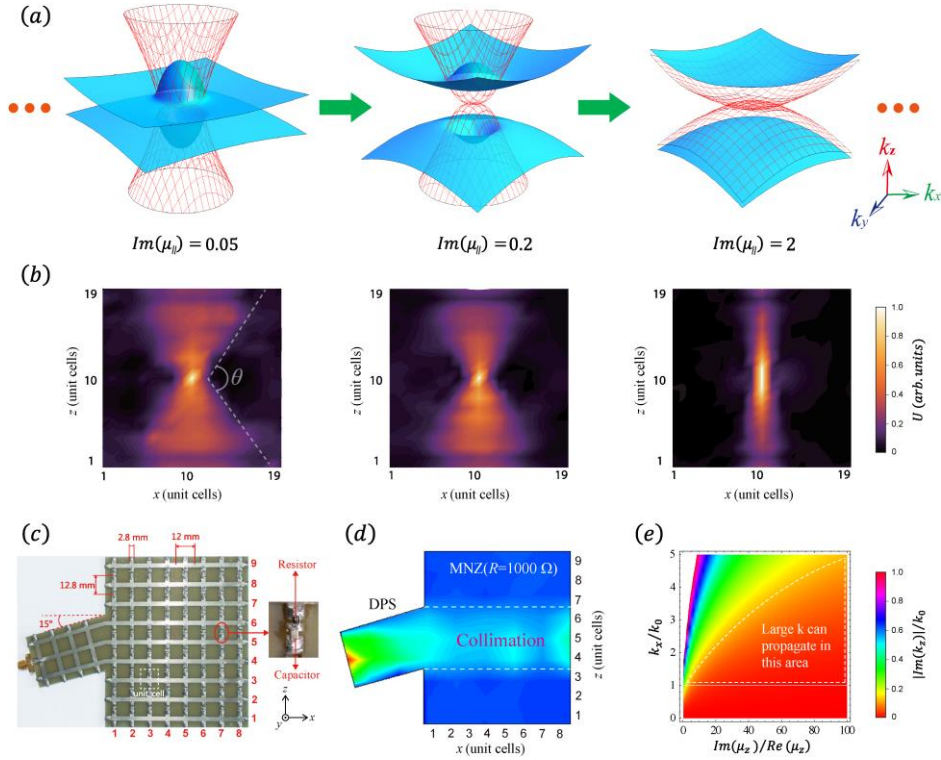 (a)
k_z
k_x
k_y
Im(μ_∥) = 0.05
Im(μ_∥) = 0.2
Im(μ_∥) = 2
(b)
19
10
1
z (unit cells)
θ
1
10
19
x (unit cells)
19
10
1
z (unit cells)
1
10
19
x (unit cells)
19
10
1
z (unit cells)
1
10
19
x (unit cells)
1.0
0.8
0.6
0.4
0.2
0
U (arb.units)
(c)
2.8 mm
12 mm
12.8 mm
15°
unit cell
9
8
7
6
5
4
3
2
1
1 2 3 4 5 6 7 8
Resistor
Capacitor
z
y
x
(d)
MNZ(R=1000 Ω)
DPS
Collimation
9
8
7
6
5
4
3
2
1
z (unit cells)
1 2 3 4 5 6 7 8
x (unit cells)
(e)
5
4
3
2
1
0
k_x/k_0
Large k can
propagate in
this area
0 20 40 60 80 100
Im(μ_z)/Re(μ_z)
1.0
0.8
0.6
0.4
0.2
0
|Im(k_z)|/k_0